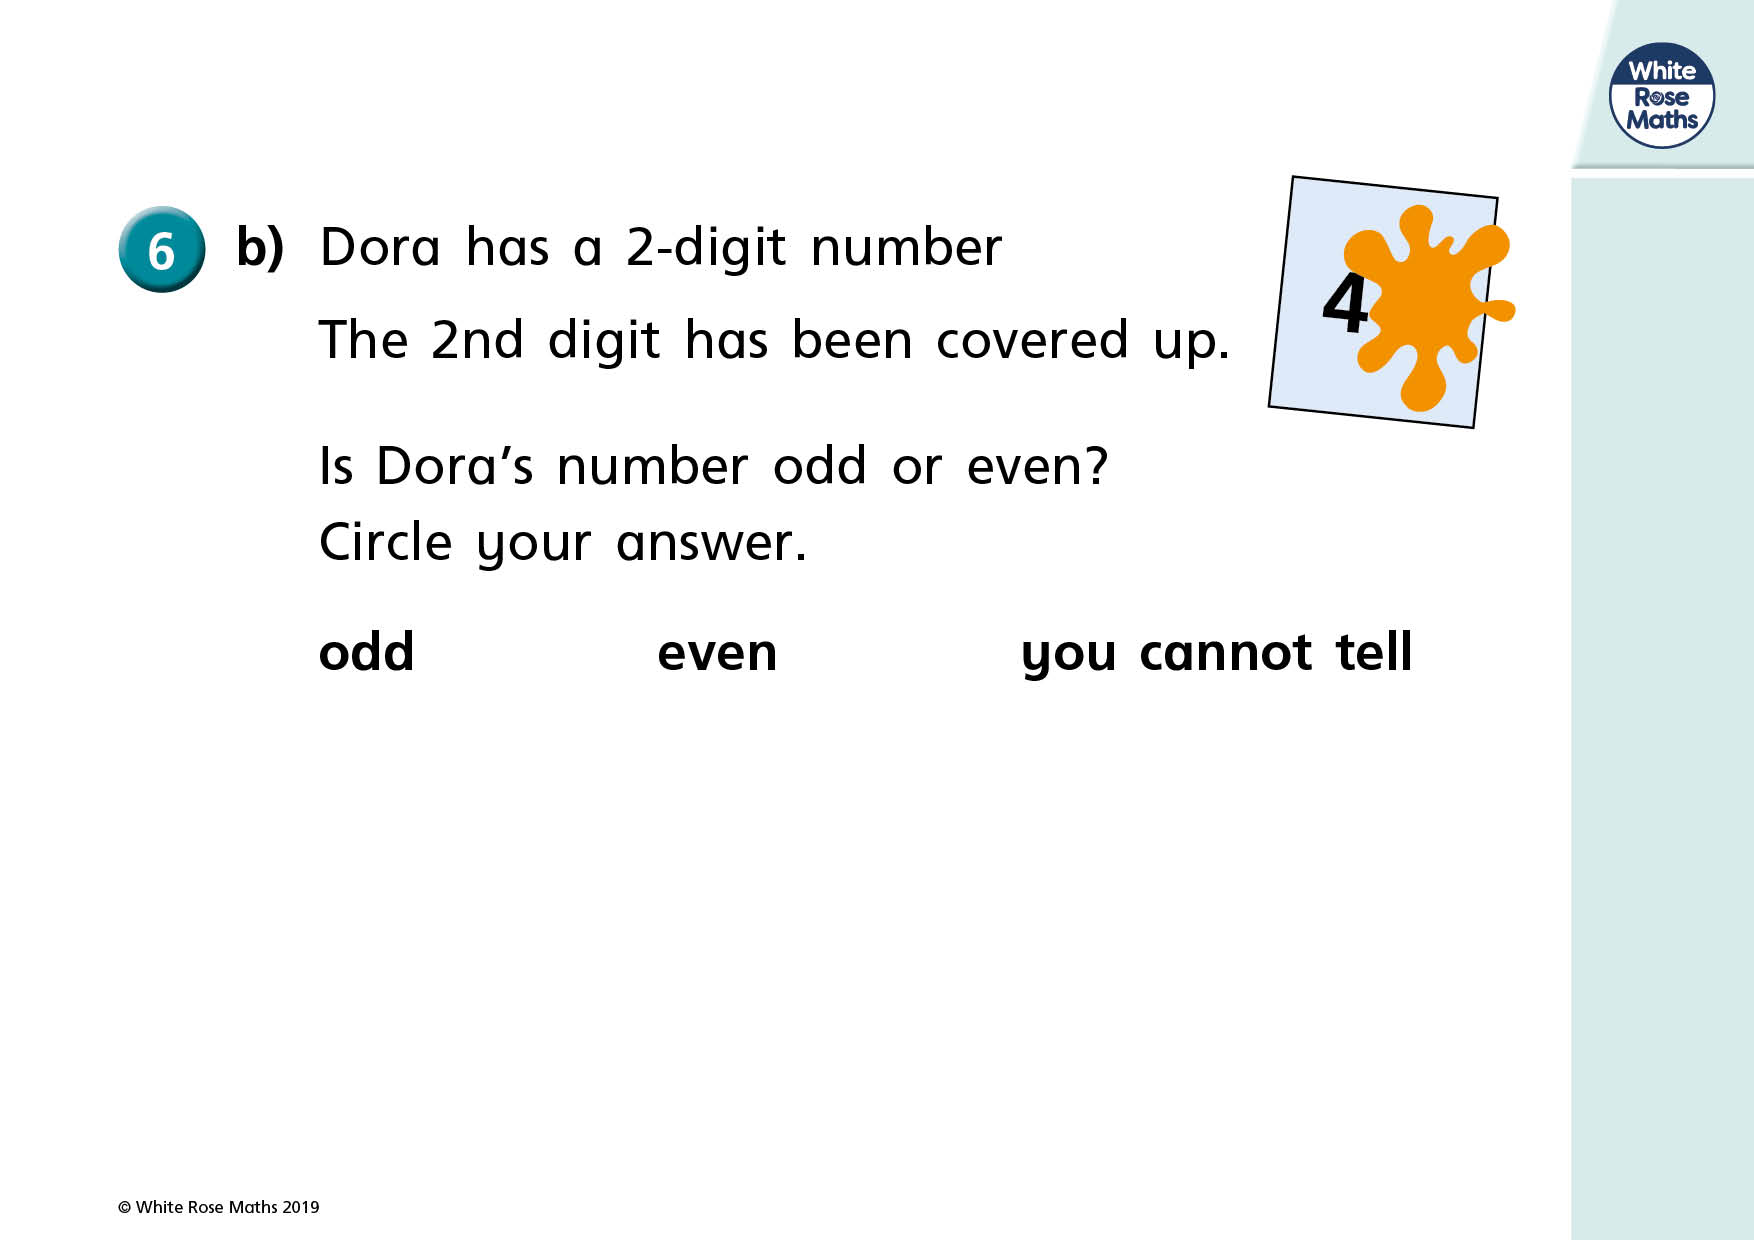 White
Rose
Maths
6 b) Dora has a 2-digit number
The 2nd digit has been covered up.
4
Is Dora’s number odd or even?
Circle your answer.
odd even you cannot tell
© White Rose Maths 2019